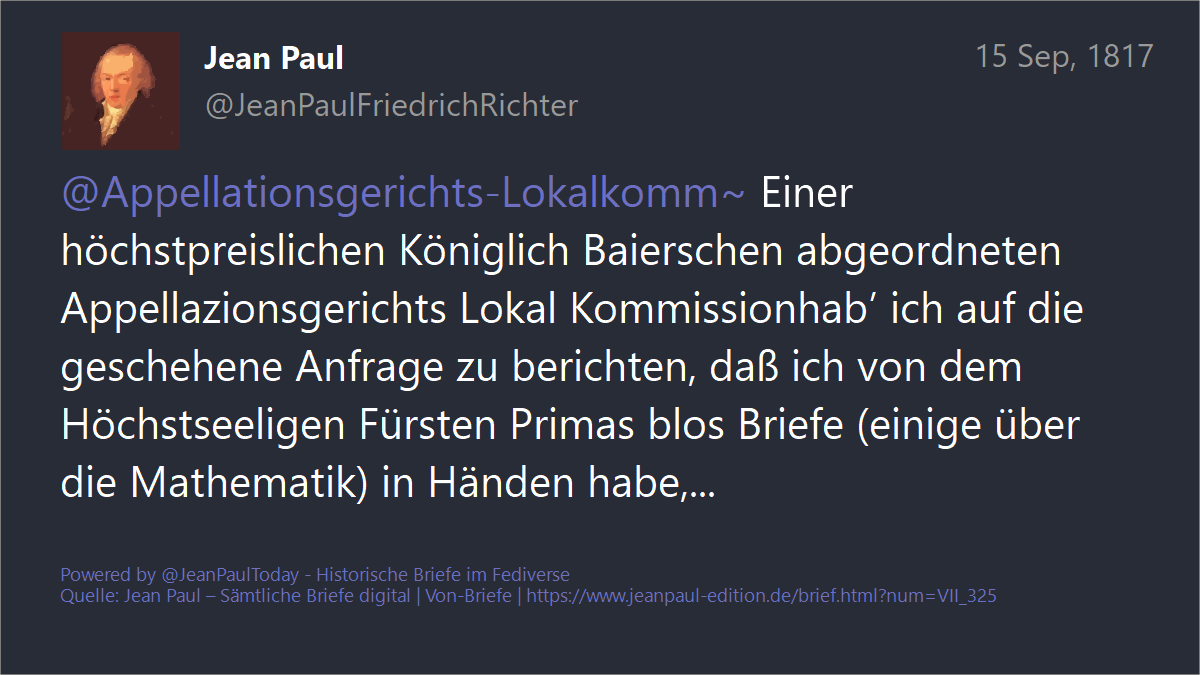 Jean Paul
15 Sep, 1817
@JeanPaulFriedrichRichter
@Appellationsgerichts-Lokalkomm~ Einer
höchstpreislichen Königlich Baierschen abgeordneten
Appellazionsgerichts Lokal Kommissionhab’ ich auf die
geschehene Anfrage zu berichten, daß ich von dem
Höchstseeligen Fürsten Primas blos Briefe (einige über
die Mathematik) in Händen habe,...
Powered by @JeanPaulToday - Historische Briefe im Fediverse
Quelle: Jean Paul – Sämtliche Briefe digital | Von-Briefe | https://www.jeanpaul-edition.de/brief.html?num=VII_325